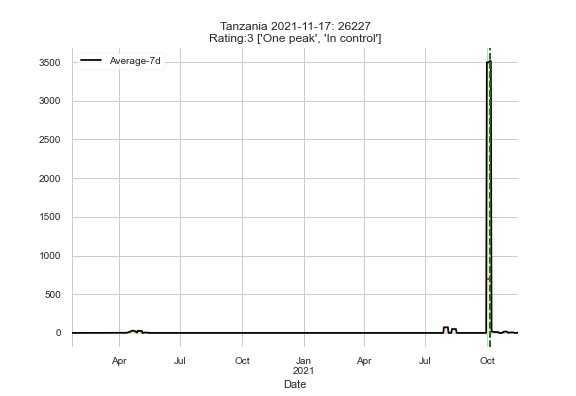 Tanzania 2021-11-17: 26227
Rating:3 ['One peak', 'In control']
Average-7d
3500
3000
2500
2000
1500
1000
500
0
Apr
Jul
Oct
Jan
2021
Apr
Jul
Oct
Date